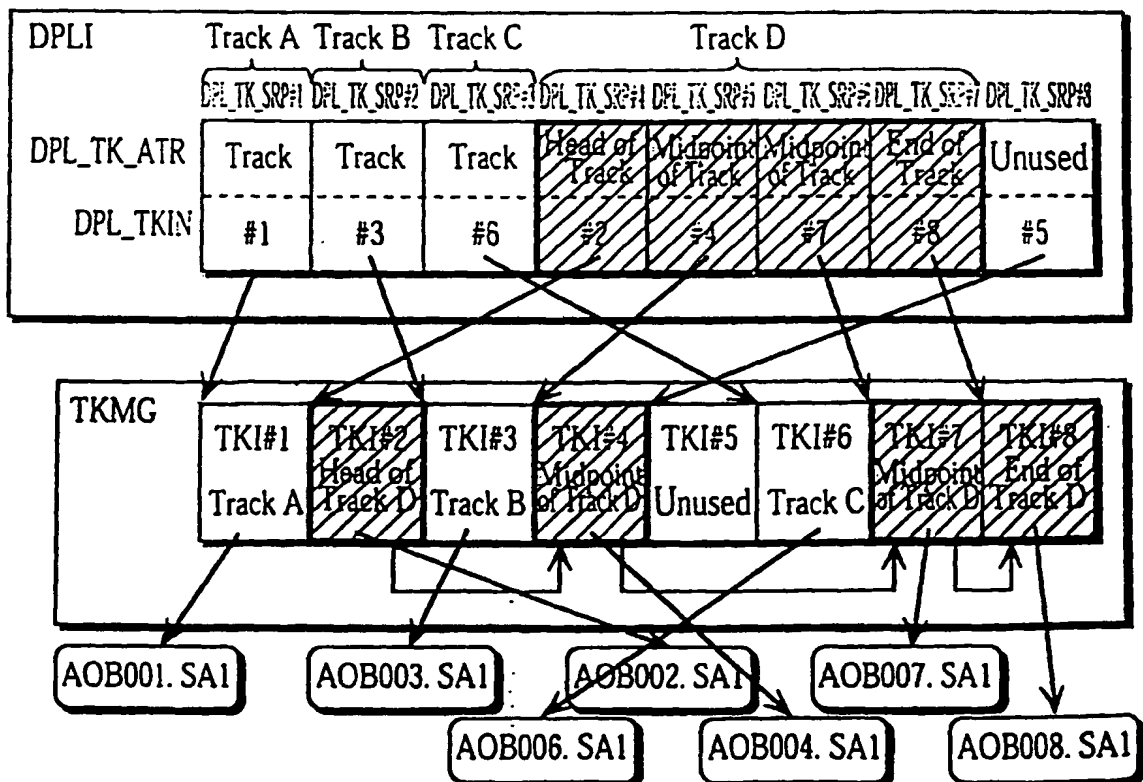 DPLI
Track A Track B Track C Track D
DPL_TK_SRP#1 DPL_TK_SRP#2 DPL_TK_SRP#3 DPL_TK_SRP#4 DPL_TK_SRP#5 DPL_TK_SRP#6 DPL_TK_SRP#7 DPL_TK_SRP#8
DPL_TK_ATR Track Track Track Head of Track Midpoint of Track Midpoint of Track End of Track Unused
DPL_TKIN #1 #3 #6 #2 #4 #7 #8 #5
TKMG
TKI#1 TKI#2 TKI#3 TKI#4 TKI#5 TKI#6 TKI#7 TKI#8
Track A Head of Track D Track B Midpoint of Track D Unused Track C Midpoint of Track D End of Track D
AOB001. SA1 AOB003. SA1 AOB002. SA1 AOB007. SA1
AOB006. SA1 AOB004. SA1 AOB008. SA1